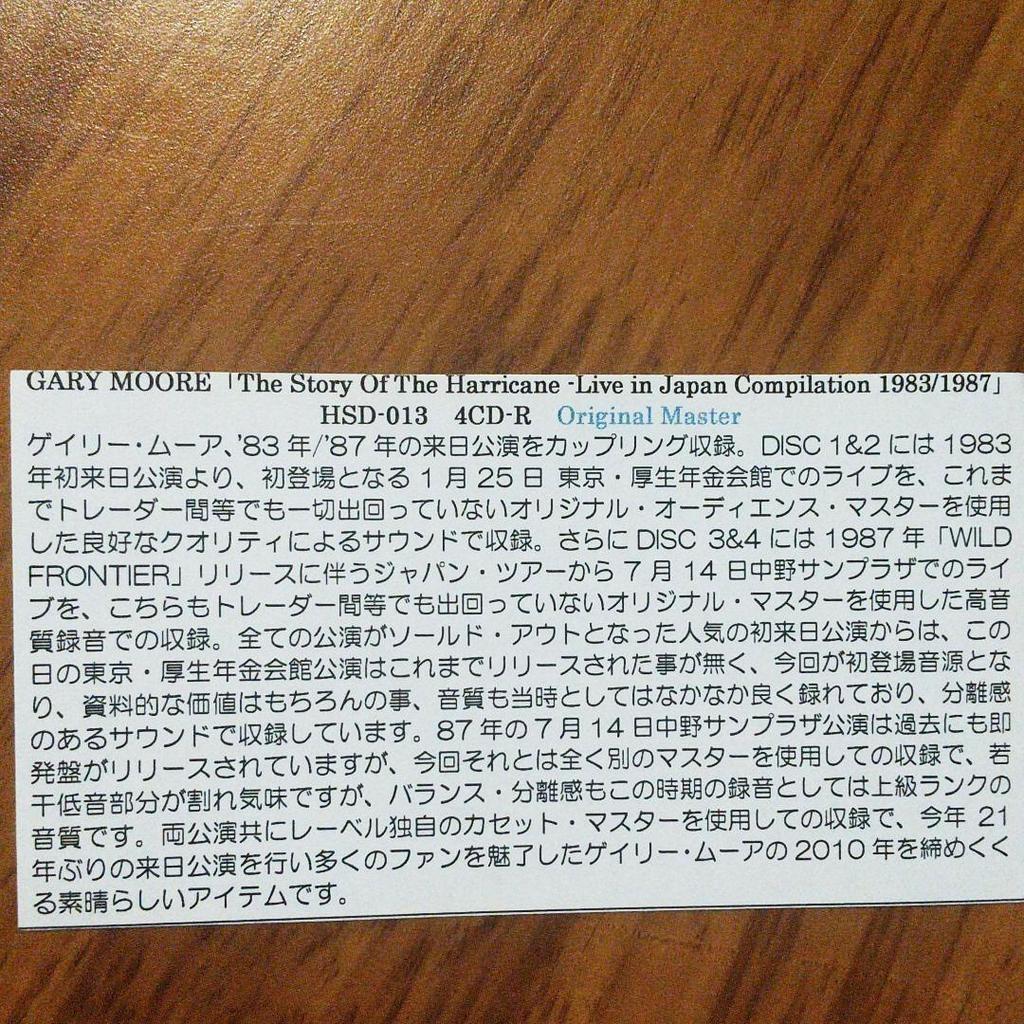 GARY MOORE「The Story Of The Harricane -Live in Japan Compilation 1983/1987」
HSD-013 4CD-R Original Master
ゲイリー・ムーア、'83年/'87年の来日公演をカップリング収録。DISC 1&2 には 1983
年初来日公演より、初登場となる1月25日 東京・厚生年金会館でのライブを、これま
でトレーダー間等でも一切出回っていないオリジナル・オーディエンス・マスターを使用
した良好なクオリティによるサウンドで収録。さらに DISC 3&4 には 1987 年「WILD
FRONTIER」リリースに伴うジャパン・ツアーから7月14日中野サンプラザでのライ
ブを、こちらもトレーダー間等でも出回っていないオリジナル・マスターを使用した高音
質録音での収録。全ての公演がソールド・アウトとなった人気の初来日公演からは、この
日の東京・厚生年金会館公演はこれまでリリースされた事が無く、今回が初登場音源とな
り、資料的な価値はもちろんの事、音質も当時としてはなかなか良く録れており、分離感
のあるサウンドで収録しています。87年の7月14日中野サンプラザ公演は過去にも即
発盤がリリースされていますが、今回それとは全く別のマスターを使用しての収録で、若
干低音部分が割れ気味ですが、バランス・分離感もこの時期の録音としては上級ランクの
音質です。両公演共にレーベル独自のカセット・マスターを使用しての収録で、今年 21
年ぶりの来日公演を行い多くのファンを魅了したゲイリー・ムーアの 2010 年を締めくく
る素晴らしいアイテムです。